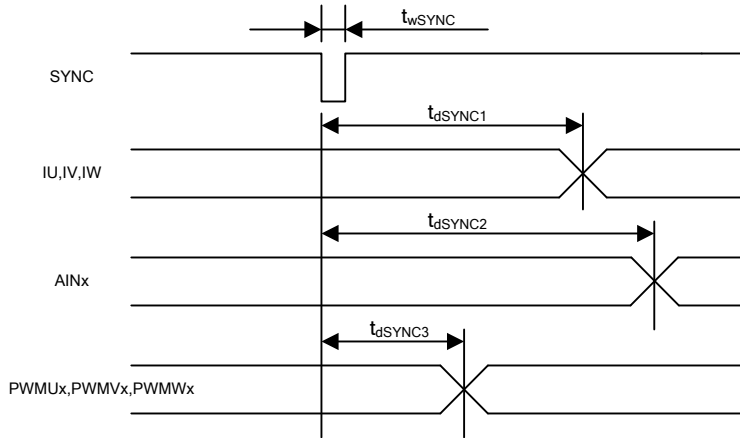 twSYNC
SYNC
tdSYNC1
IU,IV,IW
tdSYNC2
AINx
tdSYNC3
PWMUx,PWMVx,PWMWx